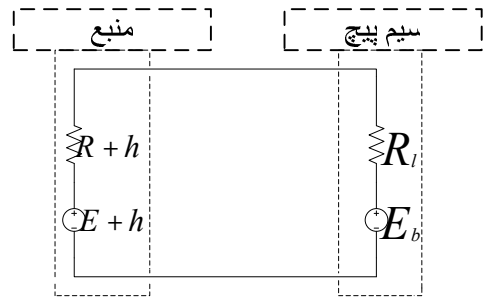 منبع
سیم پیچ
R + h
R_l
E + h
E_b